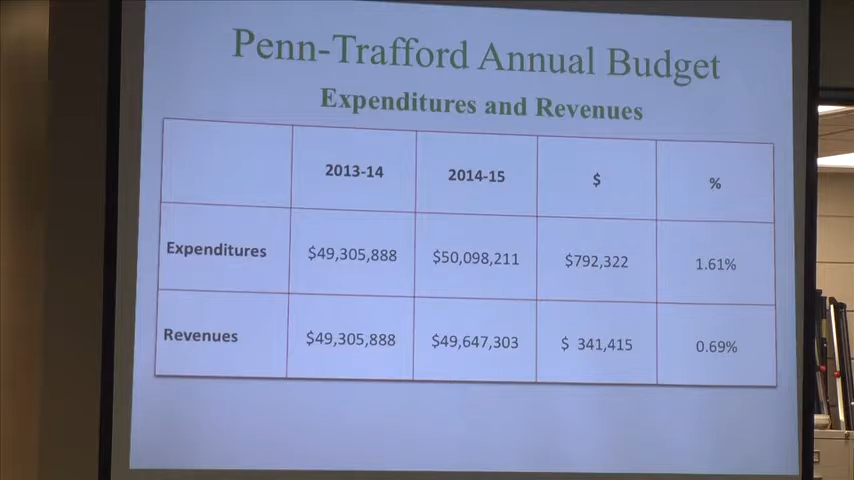 Penn-Trafford Annual Budget
Expenditures and Revenues
2013-14 2014-15 $ %
Expenditures $49,305,888 $50,098,211 $792,322 1.61%
Revenues $49,305,888 $49,647,303 $ 341,415 0.69%